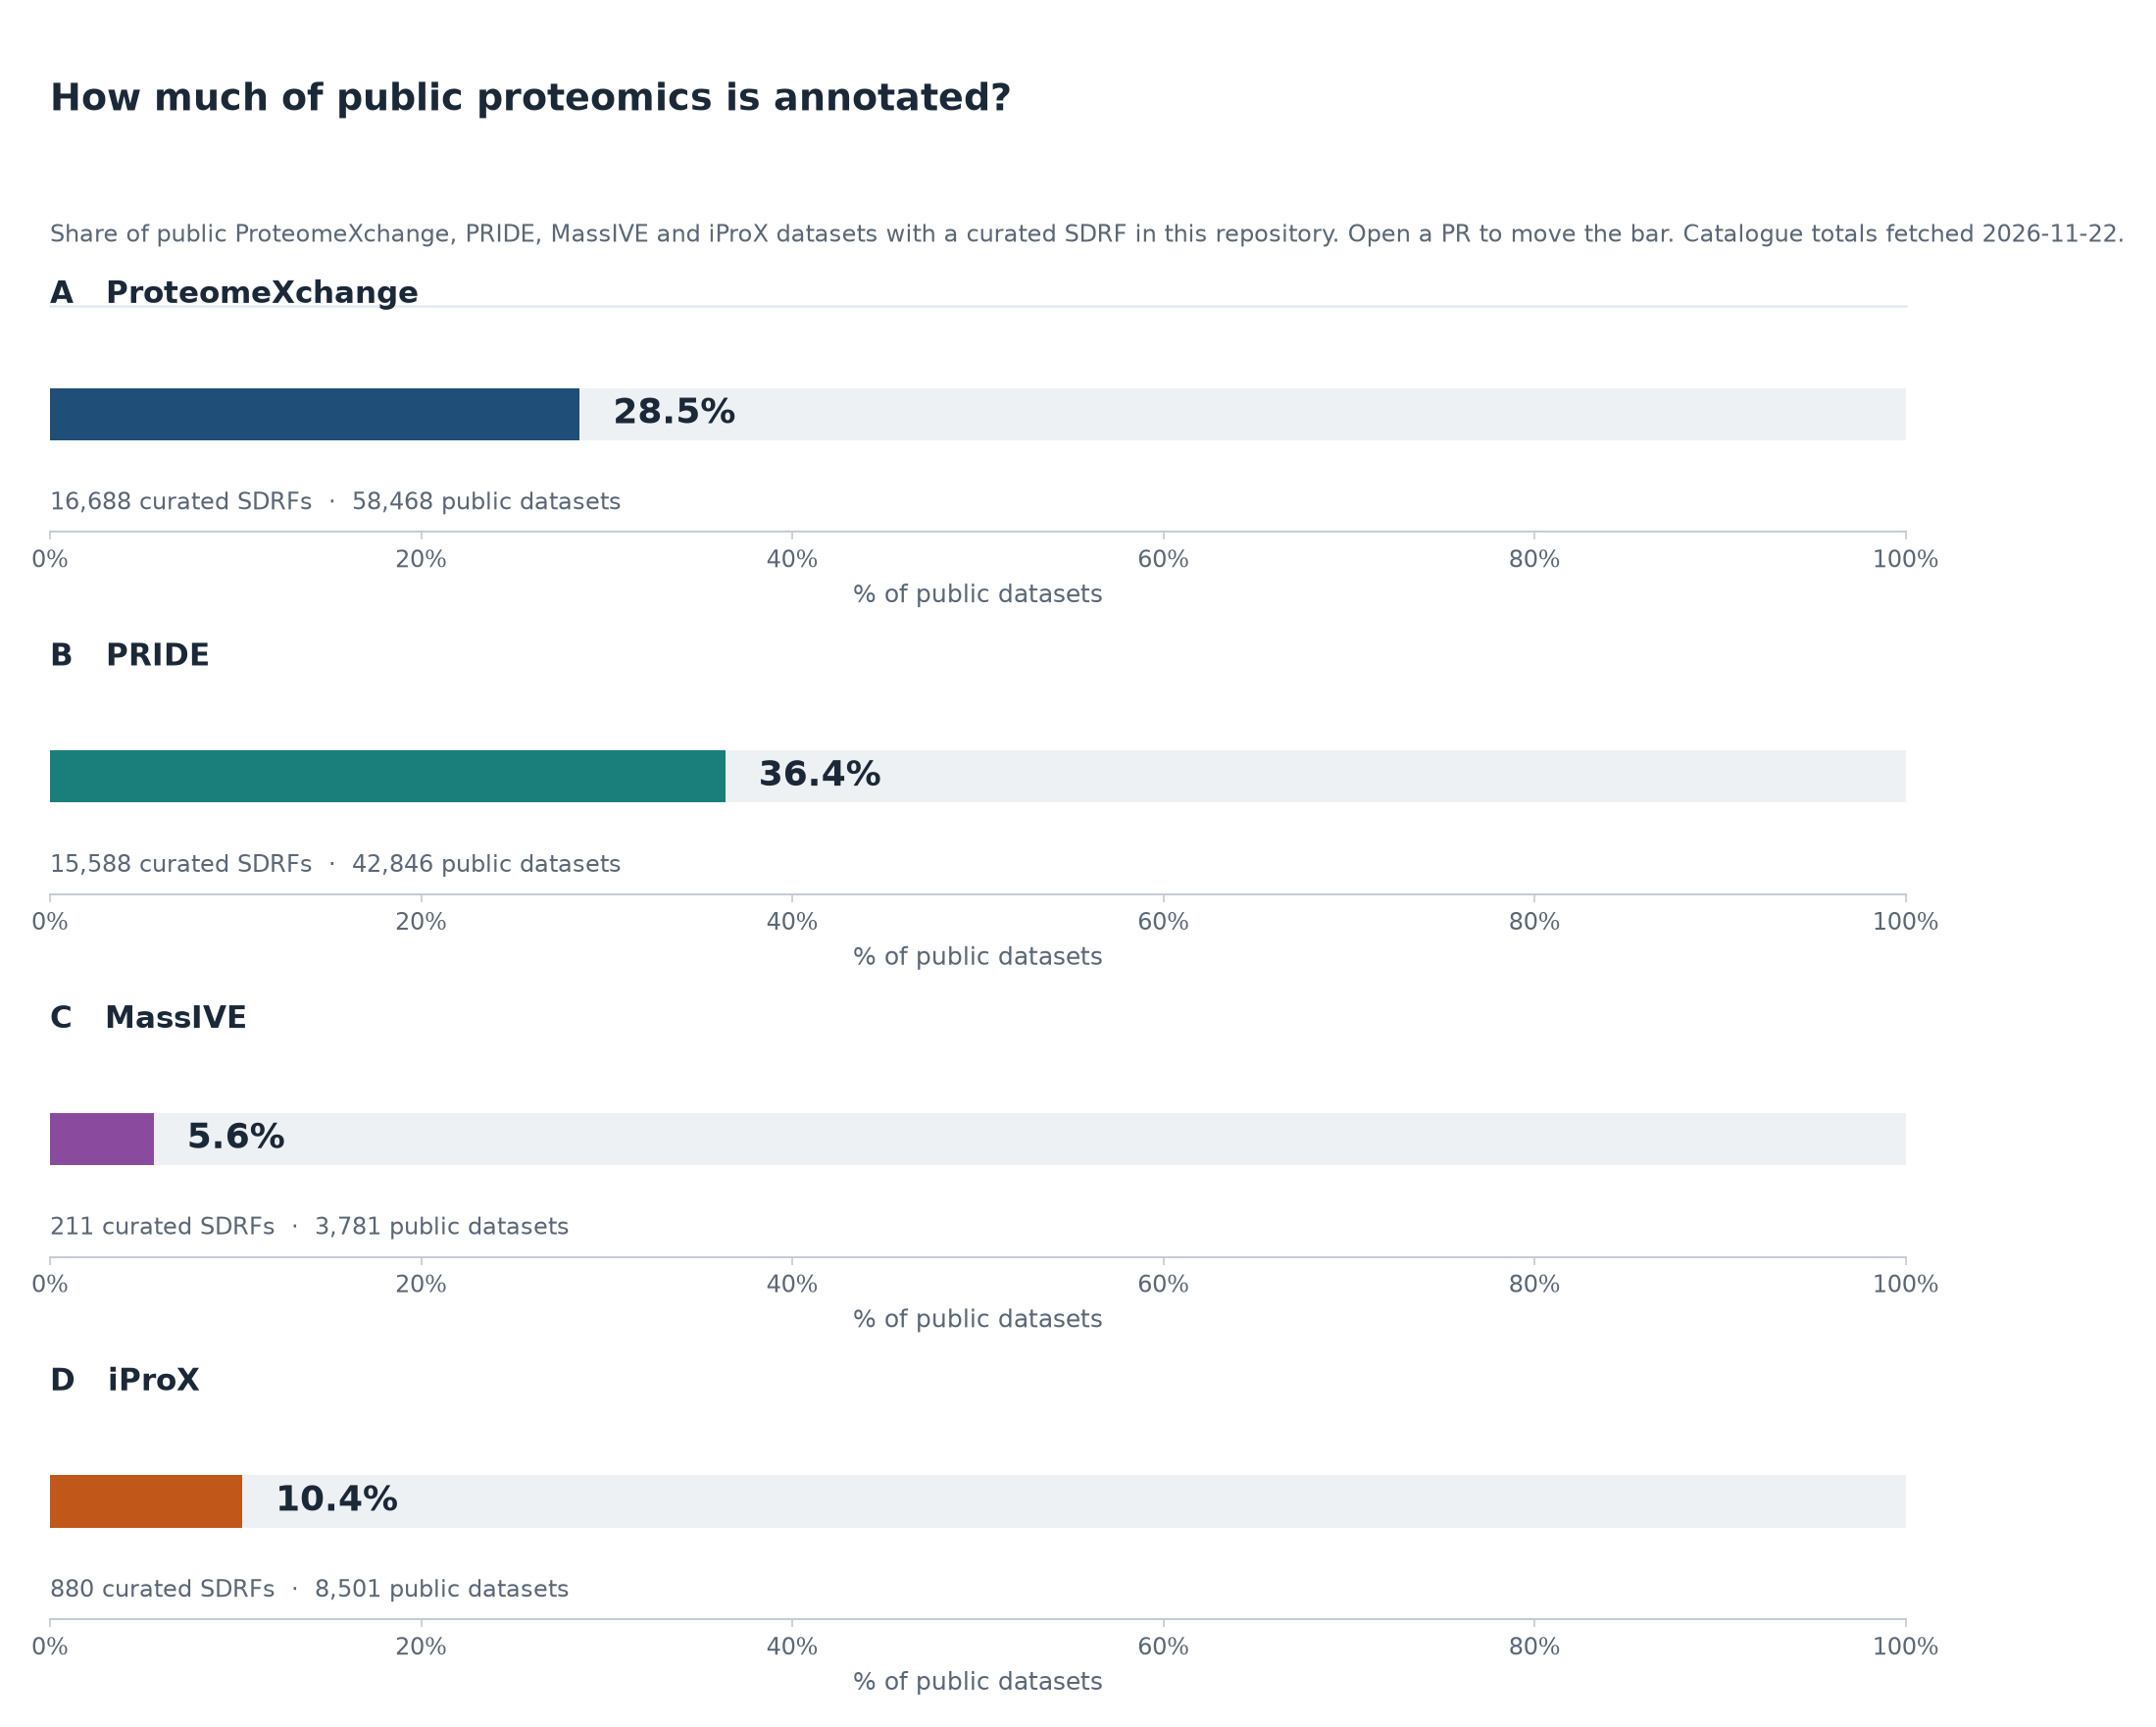 How much of public proteomics is annotated?
Share of public ProteomeXchange, PRIDE, MassIVE and iProX datasets with a curated SDRF in this repository. Open a PR to move the bar. Catalogue totals fetched 2026-11-22.
A ProteomeXchange
28.5%
16,688 curated SDRFs · 58,468 public datasets
0% 20% 40% 60% 80% 100%
% of public datasets
B PRIDE
36.4%
15,588 curated SDRFs · 42,846 public datasets
0% 20% 40% 60% 80% 100%
% of public datasets
C MassIVE
5.6%
211 curated SDRFs · 3,781 public datasets
0% 20% 40% 60% 80% 100%
% of public datasets
D iProX
10.4%
880 curated SDRFs · 8,501 public datasets
0% 20% 40% 60% 80% 100%
% of public datasets